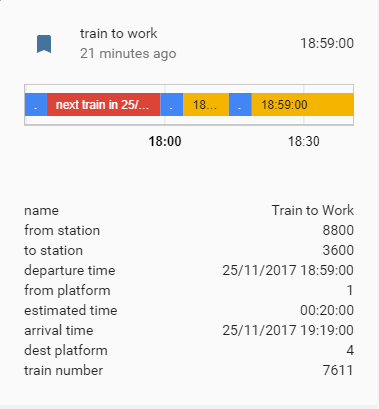 train to work
21 minutes ago
18:59:00
. next train in 25/... . 18... . 18:59:00
18:00 18:30
name Train to Work
from station 8800
to station 3600
departure time 25/11/2017 18:59:00
from platform 1
estimated time 00:20:00
arrival time 25/11/2017 19:19:00
dest platform 4
train number 7611